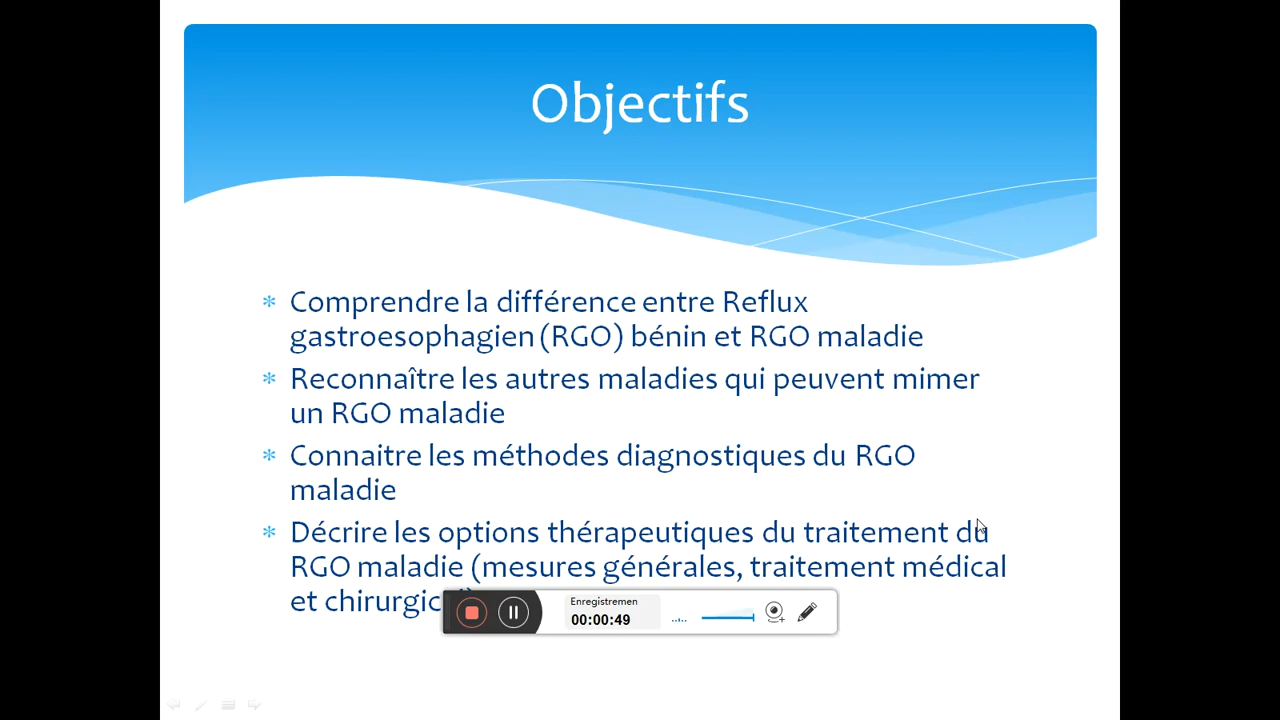 Objectifs
Comprendre la différence entre Reflux
gastroesophagien (RGO) bénin et RGO maladie
Reconnaître les autres maladies qui peuvent mimer
un RGO maladie
Connaitre les méthodes diagnostiques du RGO
maladie
Décrire les options thérapeutiques du traitement du
RGO maladie (mesures générales, traitement médical
et
Enregistremen
00:00:49